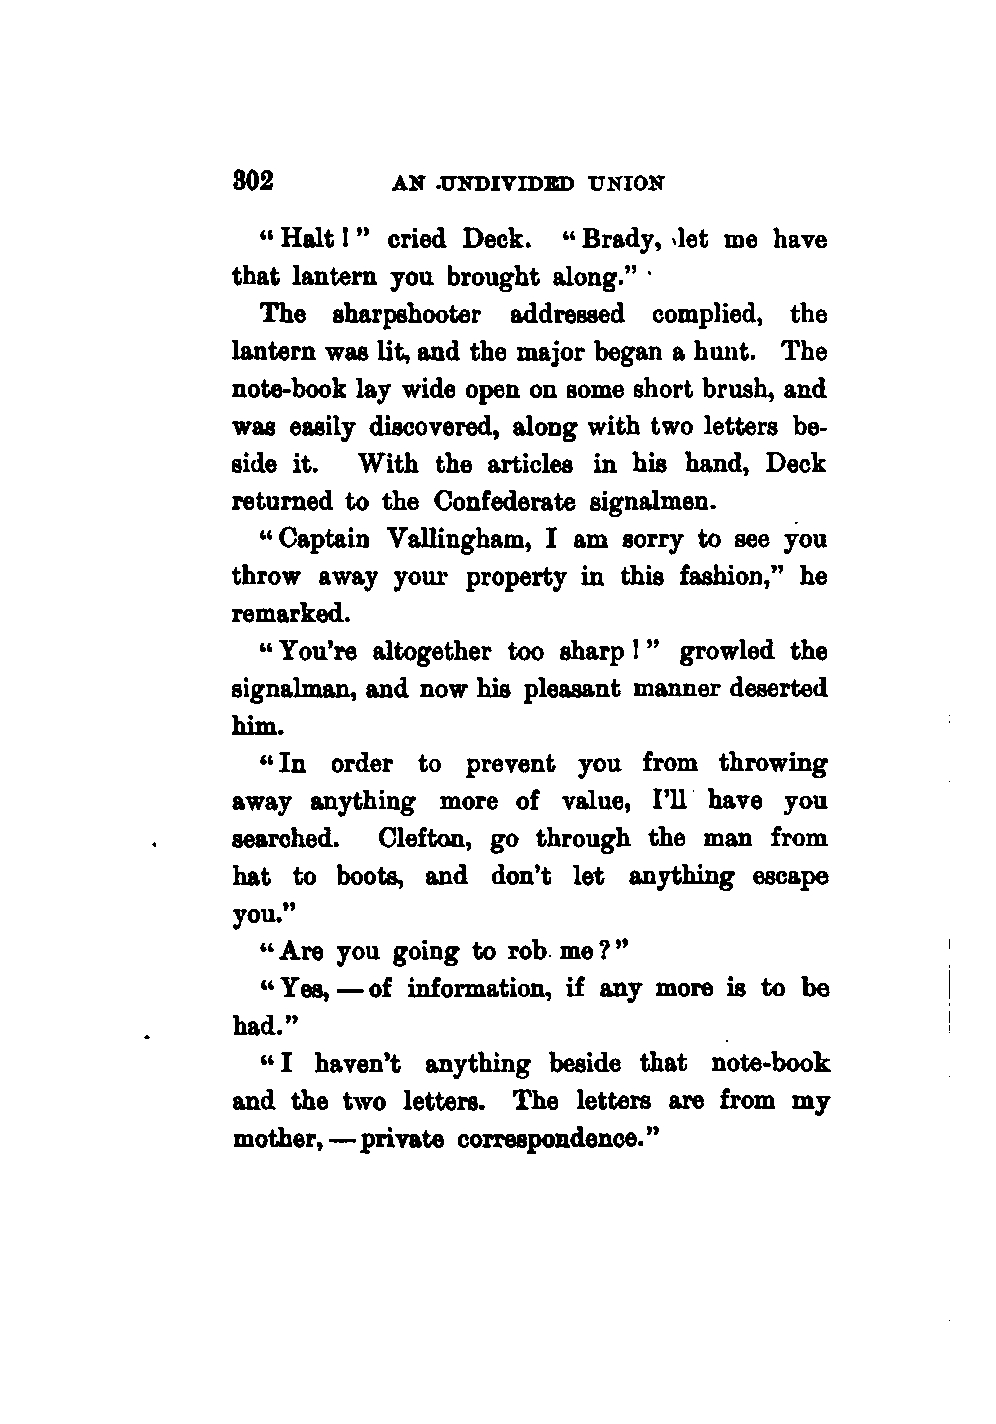 302 AN UNDIVIDED UNION
“Halt!” cried Deck. “Brady, let me have
that lantern you brought along.”
The sharpshooter addressed complied, the
lantern was lit, and the major began a hunt. The
note-book lay wide open on some short brush, and
was easily discovered, along with two letters be-
side it. With the articles in his hand, Deck
returned to the Confederate signalmen.
“Captain Vallingham, I am sorry to see you
throw away your property in this fashion,” he
remarked.
“You’re altogether too sharp!” growled the
signalman, and now his pleasant manner deserted
him.
“In order to prevent you from throwing
away anything more of value, I’ll have you
searched. Clefton, go through the man from
hat to boots, and don’t let anything escape
you.”
“Are you going to rob me?”
“Yes, — of information, if any more is to be
had.”
“I haven’t anything beside that note-book
and the two letters. The letters are from my
mother, — private correspondence.”